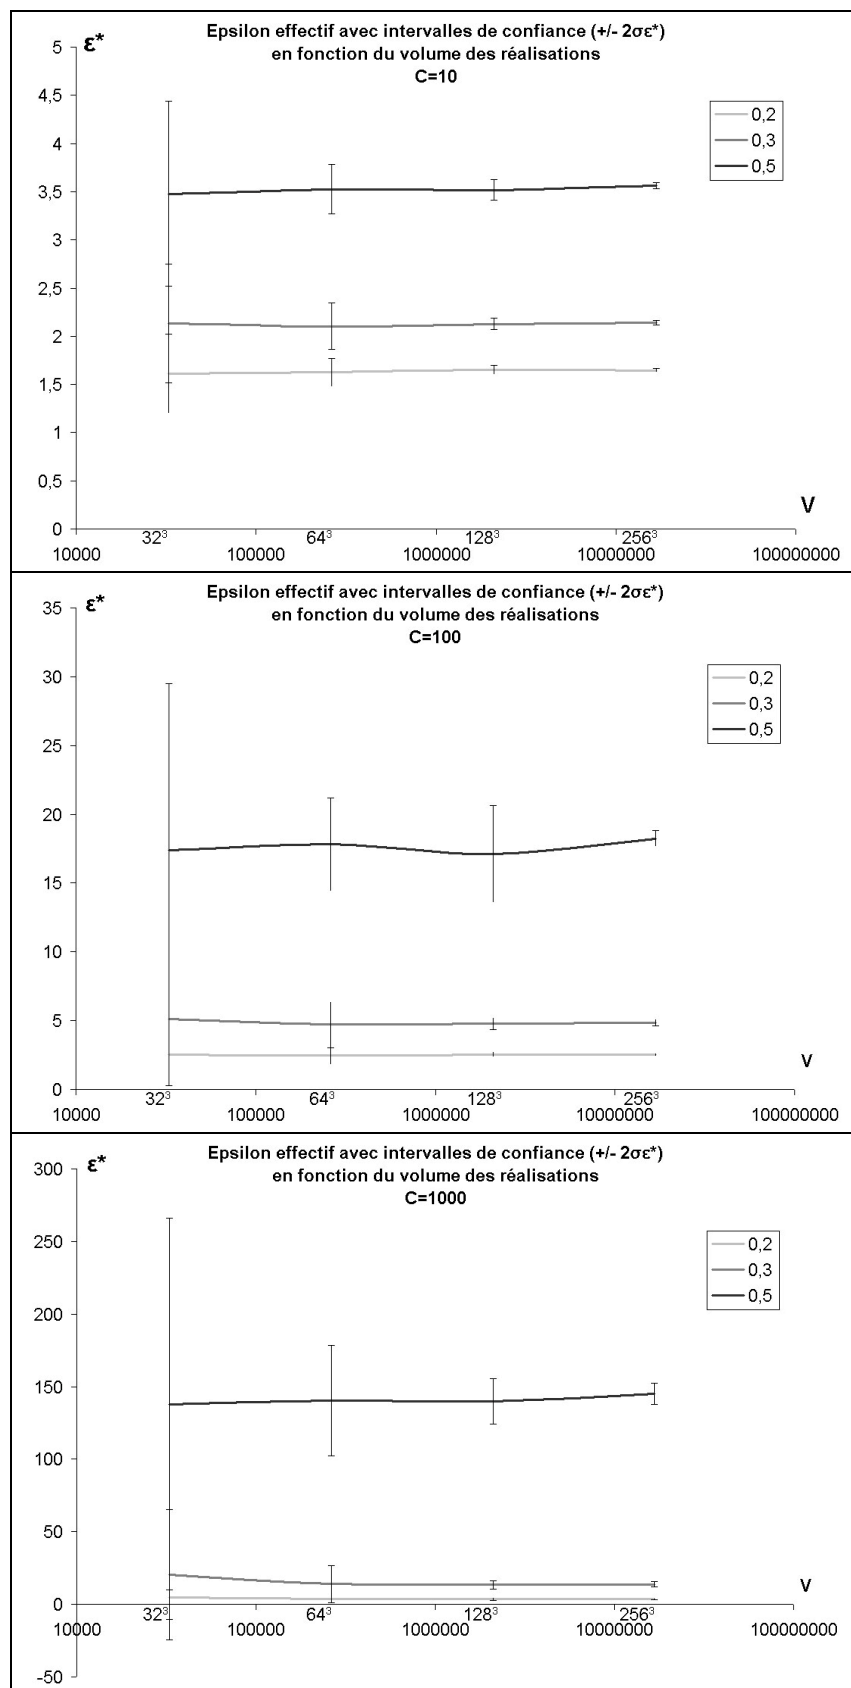 Epsilon effectif avec intervalles de confiance (+/- 2σε*)
en fonction du volume des réalisations
C=10
ε*
5
4,5
4
3,5
3
2,5
2
1,5
1
0,5
0
0,2
0,3
0,5
V
32³ 64³ 128³ 256³
10000 100000 1000000 10000000 100000000
Epsilon effectif avec intervalles de confiance (+/- 2σε*)
en fonction du volume des réalisations
C=100
ε*
35
30
25
20
15
10
5
0
0,2
0,3
0,5
V
32³ 64³ 128³ 256³
10000 100000 1000000 10000000 100000000
Epsilon effectif avec intervalles de confiance (+/- 2σε*)
en fonction du volume des réalisations
C=1000
ε*
300
250
200
150
100
50
0
-50
0,2
0,3
0,5
V
32³ 64³ 128³ 256³
10000 100000 1000000 10000000 100000000